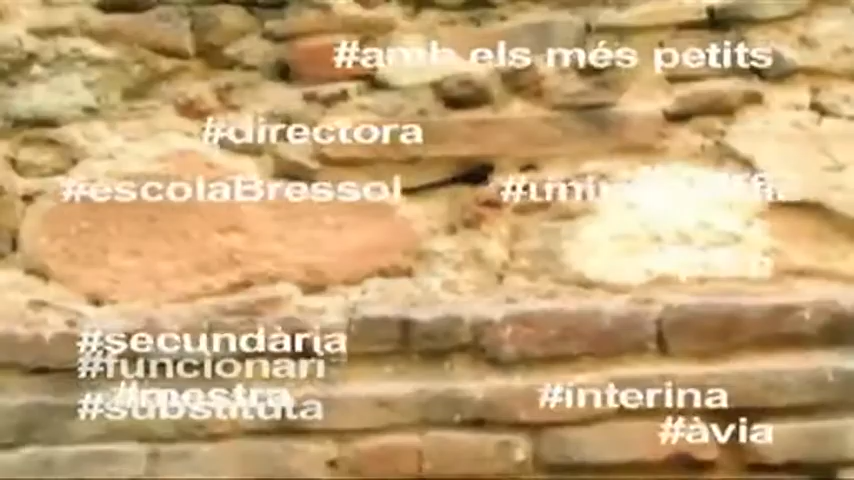 #amb els més petits
#directora
#escolaBressol
#secundària
#funcionari
#mestra
#substituta
#interina
#àvia